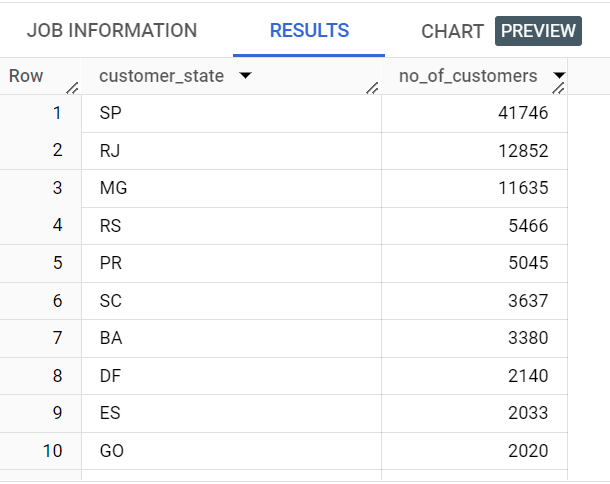 JOB INFORMATION RESULTS CHART PREVIEW
Row customer_state no_of_customers
1 SP 41746
2 RJ 12852
3 MG 11635
4 RS 5466
5 PR 5045
6 SC 3637
7 BA 3380
8 DF 2140
9 ES 2033
10 GO 2020